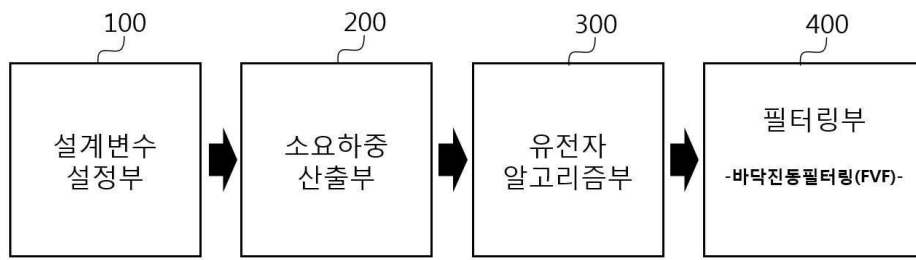 100
200
300
400
설계변수
설정부
소요하중
산출부
유전자
알고리즘부
필터링부
-바닥진동필터링(FVF)-